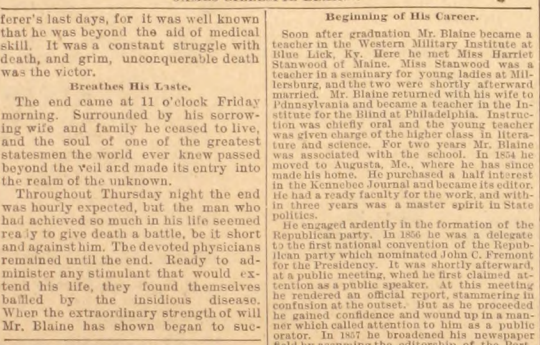 ferer's last days, for it was well known
that he was beyond the aid of medical
skill. It was a constant struggle with
death, and grim, unconquerable death
was the victor.
Breathes His Laste.
The end came at 11 o'clock Friday
morning. Surrounded by his sorrow-
ing wife and family he ceased to live,
and the soul of one of the greatest
statesmen the world ever knew passed
beyond the veil and made its entry into
the realm of the unknown.
Throughout Thursday night the end
was hourly expected, but the man who
had achieved so much in his life seemed
ready to give death a battle, be it short
and against him. The devoted physicians
remained until the end. Ready to ad-
minister any stimulant that would ex-
tend his life, they found themselves
baffled by the insidious disease.
When the extraordinary strength of will
Mr. Blaine has shown began to suc-
Beginning of His Career.
Soon after graduation Mr. Blaine became a
teacher in the Western Military Institute at
Blue Lick, Ky. Here he met Miss Harriet
Stanwood of Maine. Miss Stanwood was a
teacher in a seminary for young ladies at Mil-
lersburg, and the two were shortly afterward
married. Mr. Blaine returned with his wife to
Pdnnsylvania and became a teacher in the In-
stitute for the Blind at Philadelphia. Instruc-
tion was chiefly oral, and the young teacher
was given charge of the higher class in litera-
ture and science. For two years Mr. Blaine
was associated with the school. In 1854 he
moved to Augusta, Me., where he has since
made his home. He purchased a half interest
in the Kennebec Journal and became its editor.
He had a ready faculty for the work, and with-
in three years was a master spirit in State
politics.
He engaged ardently in the formation of the
Republican party. In 1856 he was a delegate
to the first national convention of the Repub-
lican party which nominated John C. Fremont
for the Presidency. It was shortly afterward,
at a public meeting, whed he first claimed at-
tention as a public speaker. At this meeting
he rendered an official report, stammering in
confusion at the outset. But as he proceeded
he gained confidence and wound up in a man-
ner which called attention to him as a public
orator. In 1857 he broadened his newspaper
field by assuming the editorship of the